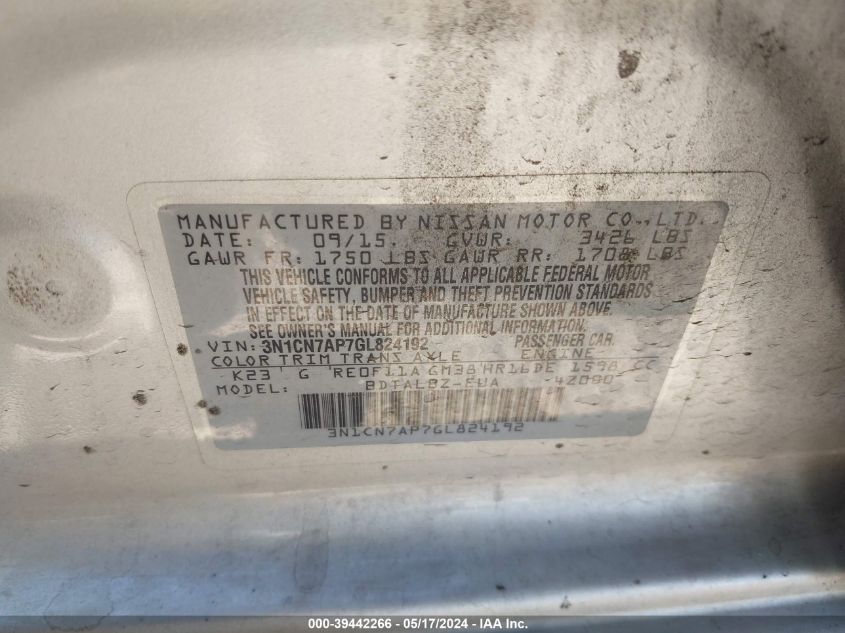 MANUFACTURED BY NISSAN MOTOR CO., LTD.
DATE: 09/15 GVWR: 3426 LBS
GAWR FR: 1750 LBS GAWR RR: 1708 LBS
THIS VEHICLE CONFORMS TO ALL APPLICABLE FEDERAL MOTOR
VEHICLE SAFETY, BUMPER AND THEFT PREVENTION STANDARDS
IN EFFECT ON THE DATE OF MANUFACTURE SHOWN ABOVE.
SEE OWNER'S MANUAL FOR ADDITIONAL INFORMATION.
VIN: 3N1CN7AP7GL824192 PASSENGER CAR
COLOR TRIM TRANS AXLE ENGINE
K23 G RE0F11A GM38 HR16DE 1598 CC
MODEL: BDTALBZ-EUA
3N1CN7AP7GL824192
000-39442266 - 05/17/2024 - WWW.IAAI.COM